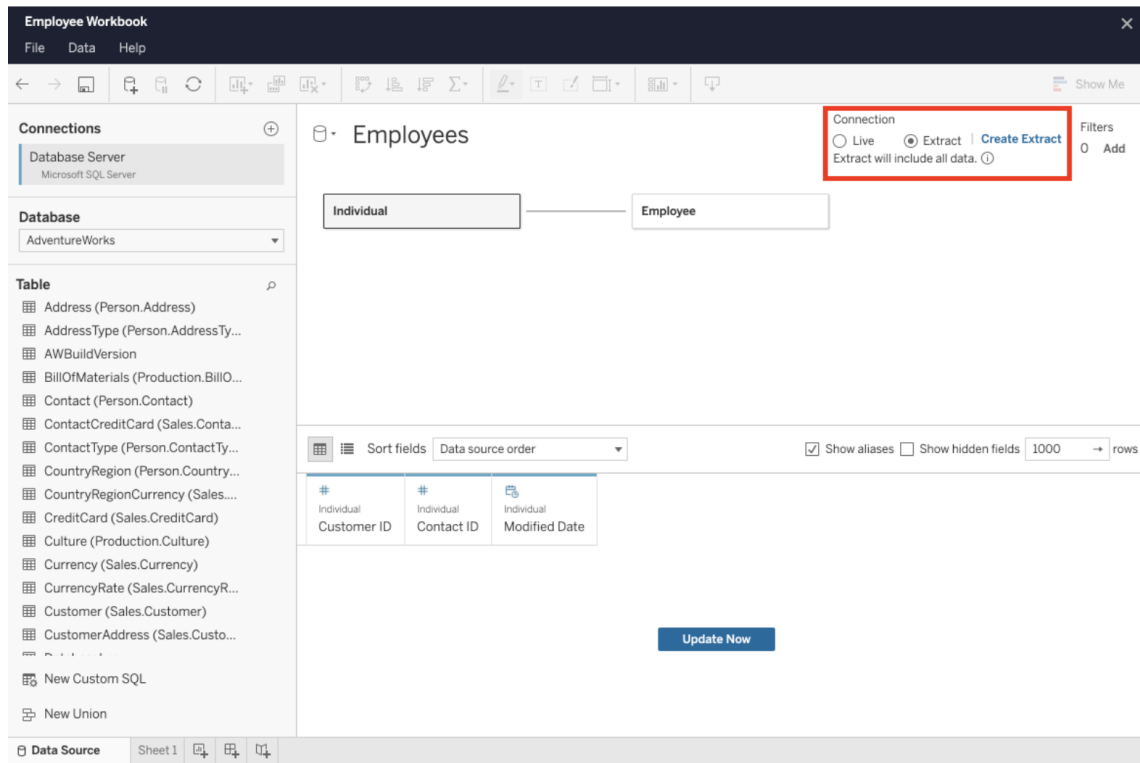 Employee Workbook
File Data Help
Show Me
Connections
Database Server
Microsoft SQL Server
Database
AdventureWorks
Table
Address (Person.Address)
AddressType (Person.AddressTy...
AWBuildVersion
BillOfMaterials (Production.BillO...
Contact (Person.Contact)
ContactCreditCard (Sales.Conta...
ContactType (Person.ContactTy...
CountryRegion (Person.Country...
CountryRegionCurrency (Sales....
CreditCard (Sales.CreditCard)
Culture (Production.Culture)
Currency (Sales.Currency)
CurrencyRate (Sales.CurrencyR...
Customer (Sales.Customer)
CustomerAddress (Sales.Custo...
New Custom SQL
New Union
Employees
Connection
Live Extract | Create Extract
Extract will include all data.
Filters
0 Add
Individual Employee
Sort fields Data source order Show aliases Show hidden fields 1000 → rows
# # 
Individual Individual Individual
Customer ID Contact ID Modified Date
Update Now
Data Source Sheet 1